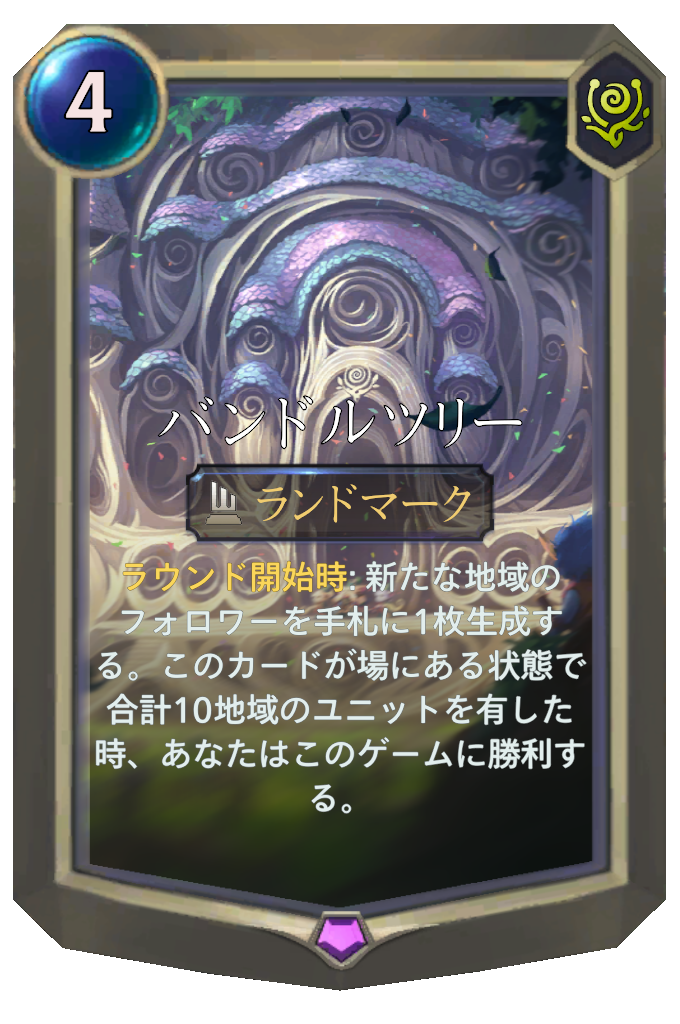 4
バンドルツリー
ランドマーク
ラウンド開始時: 新たな地域の
フォロワーを手札に1枚生成す
る。このカードが場にある状態で
合計10地域のユニットを有した
時、あなたはこのゲームに勝利す
る。